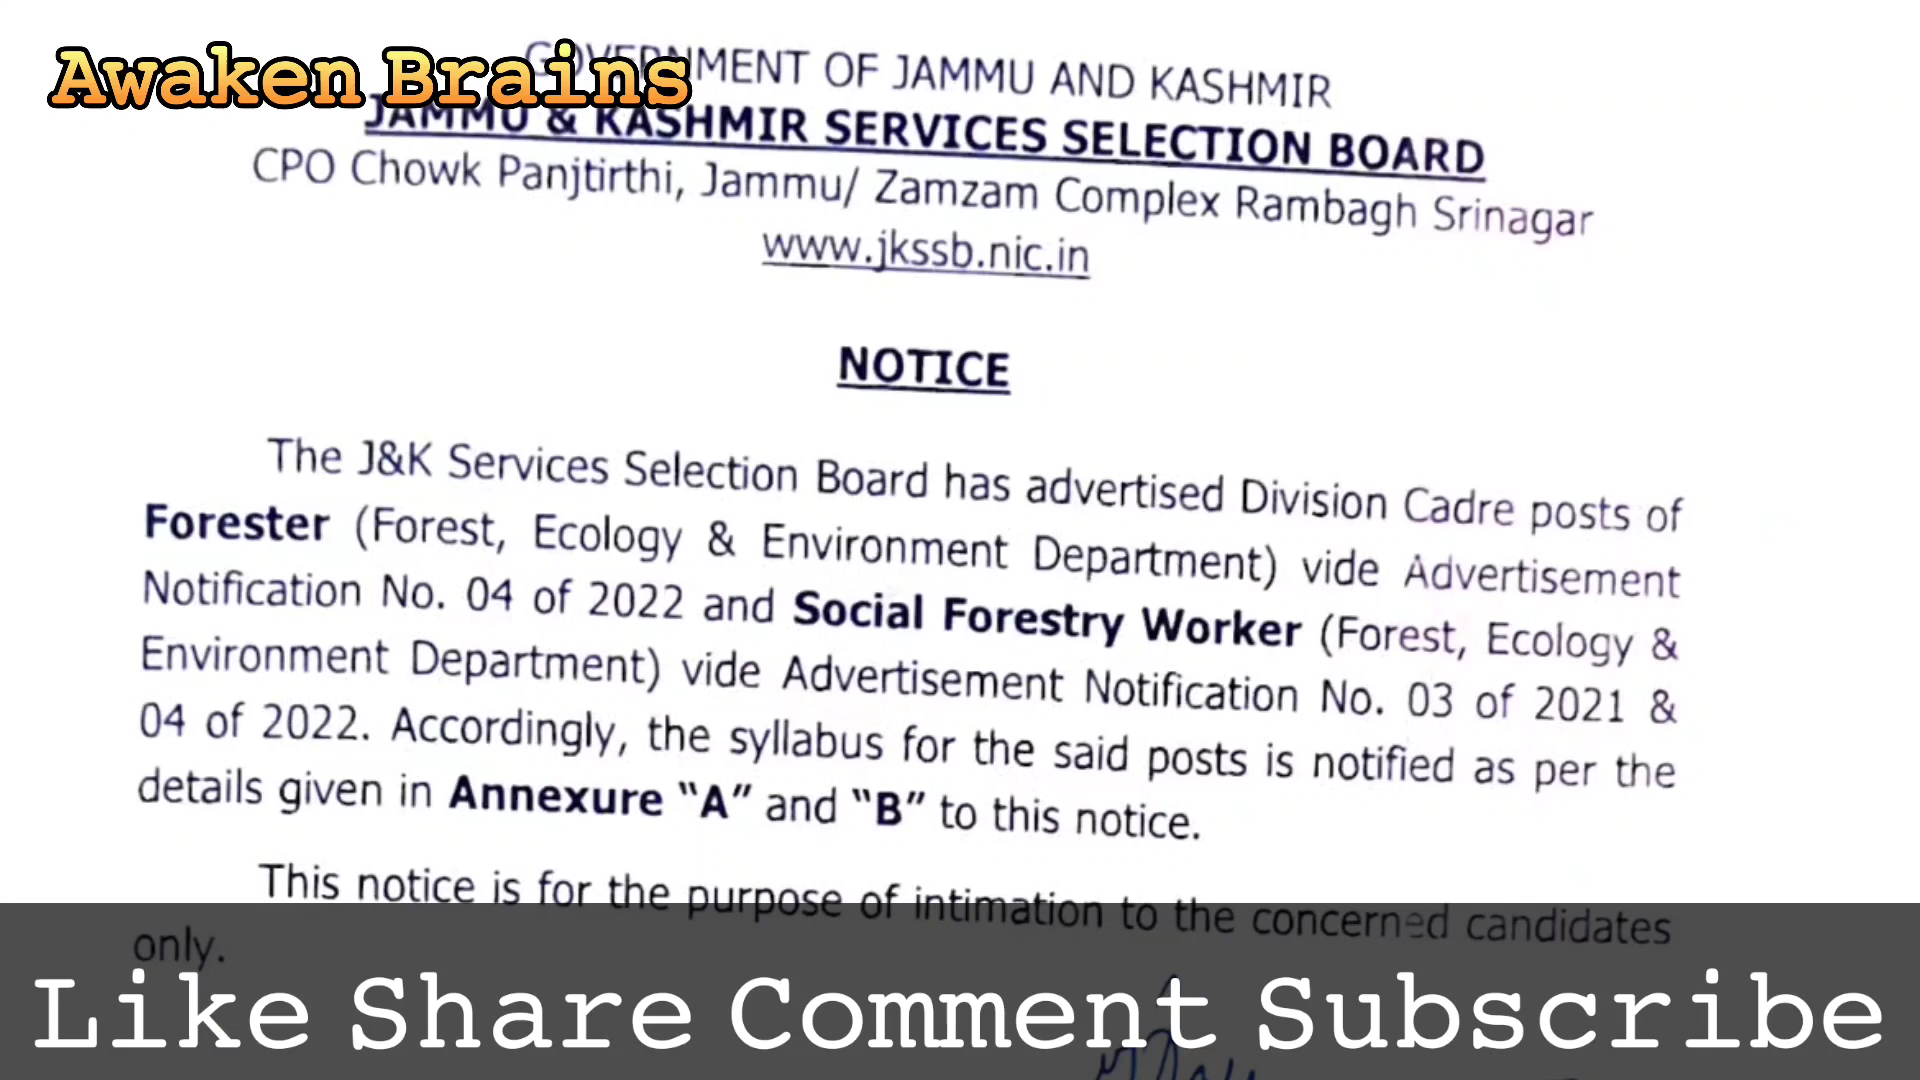 Awaken Brains
GOVERNMENT OF JAMMU AND KASHMIR
JAMMU & KASHMIR SERVICES SELECTION BOARD
CPO Chowk Panjtirthi, Jammu/ Zamzam Complex Rambagh Srinagar
www.jkssb.nic.in
NOTICE
The J&K Services Selection Board has advertised Division Cadre posts of
Forester (Forest, Ecology & Environment Department) vide Advertisement
Notification No. 04 of 2022 and Social Forestry Worker (Forest, Ecology &
Environment Department) vide Advertisement Notification No. 03 of 2021 &
04 of 2022. Accordingly, the syllabus for the said posts is notified as per the
details given in Annexure “A” and “B” to this notice.
This notice is for the purpose of intimation to the concerned candidates
only.
Like Share Comment Subscribe